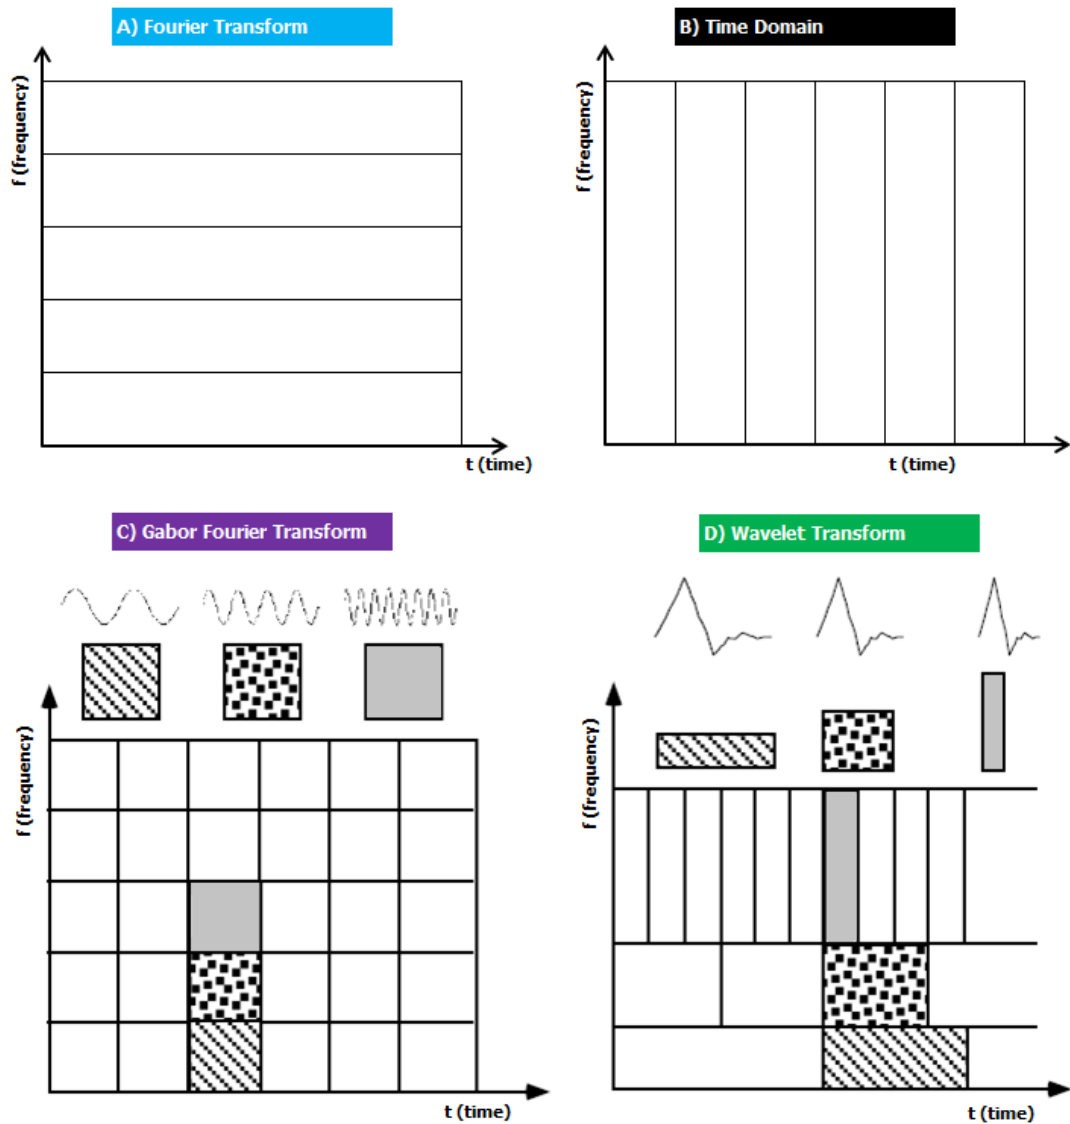 A) Fourier Transform
B) Time Domain
f (frequency)
f (frequency)
t (time)
t (time)
C) Gabor Fourier Transform
D) Wavelet Transform
f (frequency)
f (frequency)
t (time)
t (time)